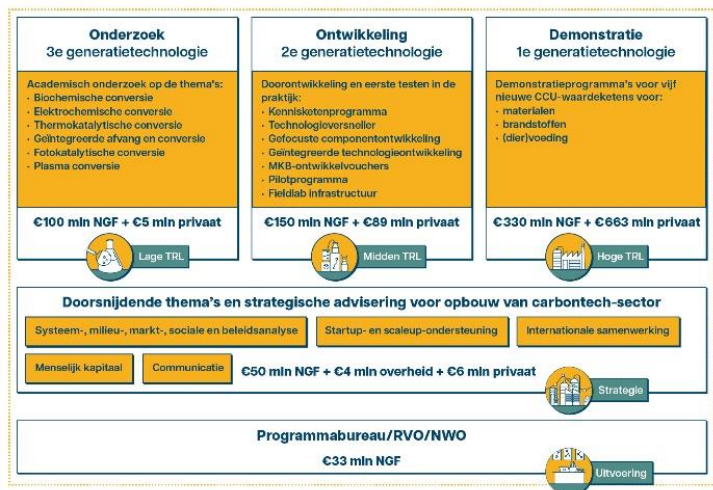 Onderzoek
3e generatietechnologie
Academisch onderzoek op de thema's:
· Biochemische conversie
· Elektrochemische conversie
· Thermokatalytische conversie
· Geïntegreerde afvang en conversie
· Fotokatalytische conversie
· Plasma conversie
€100 mln NGF + €5 mln privaat
Lage TRL
Ontwikkeling
2e generatietechnologie
Doorontwikkeling en eerste testen in de
praktijk:
· Kennisketenprogramma
· Technologieversneller
· Gefocuste componentontwikkeling
· Geïntegreerde technologieontwikkeling
· MKB-ontwikkelvouchers
· Pilotprogramma
· Fieldlab infrastructuur
€150 mln NGF + €89 mln privaat
Midden TRL
Demonstratie
1e generatietechnologie
Demonstratieprogramma's voor vijf
nieuwe CCU-waardeketens voor:
· materialen
· brandstoffen
· (dier)voeding
€330 mln NGF + €663 mln privaat
Hoge TRL
Doorsnijdende thema's en strategische advisering voor opbouw van carbontech-sector
Systeem-, milieu-, markt-, sociale en beleidsanalyse
Startup- en scaleup-ondersteuning
Internationale samenwerking
Menselijk kapitaal
Communicatie
€50 mln NGF + €4 mln overheid + €6 mln privaat
Strategie
Programmabureau/RVO/NWO
€33 mln NGF
Uitvoering